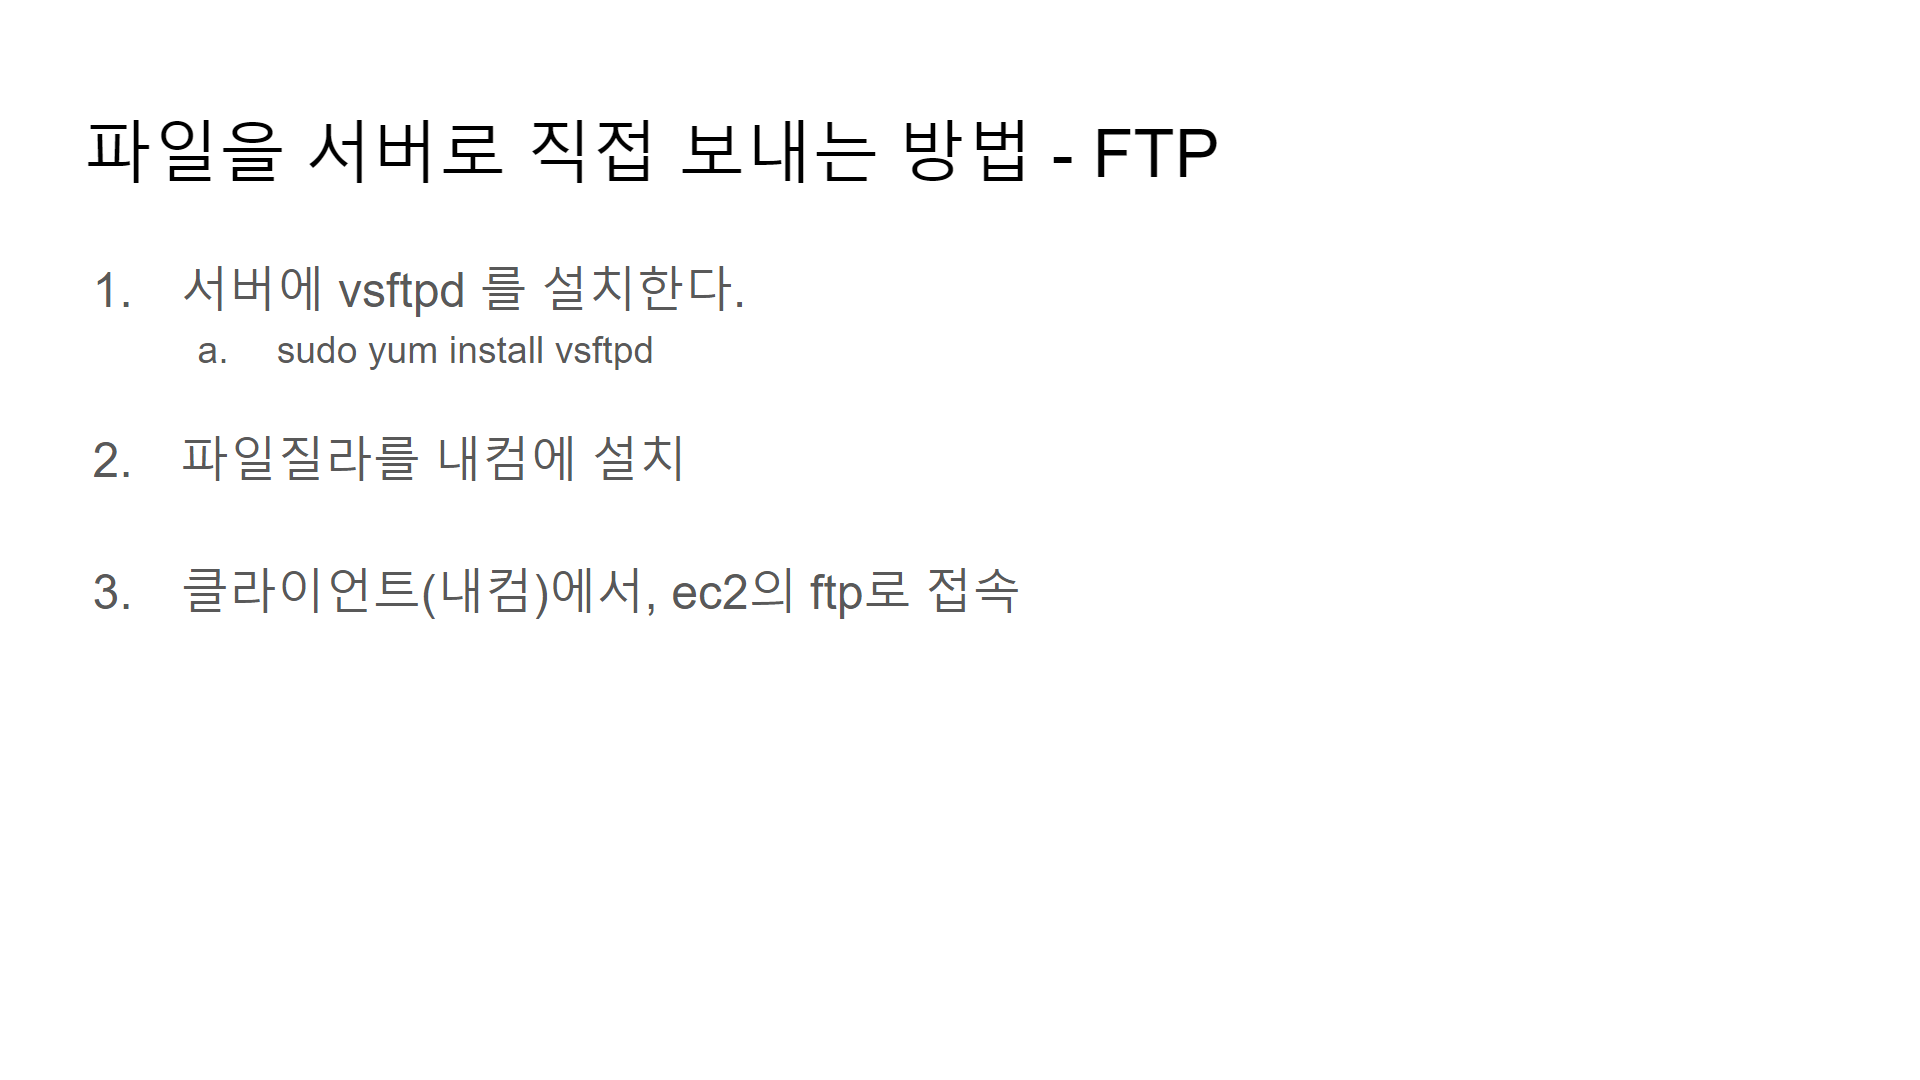 파일을 서버로 직접 보내는 방법 - FTP
1. 서버에 vsftpd 를 설치한다.
a. sudo yum install vsftpd
2. 파일질라를 내컴에 설치
3. 클라이언트(내컴)에서, ec2의 ftp로 접속